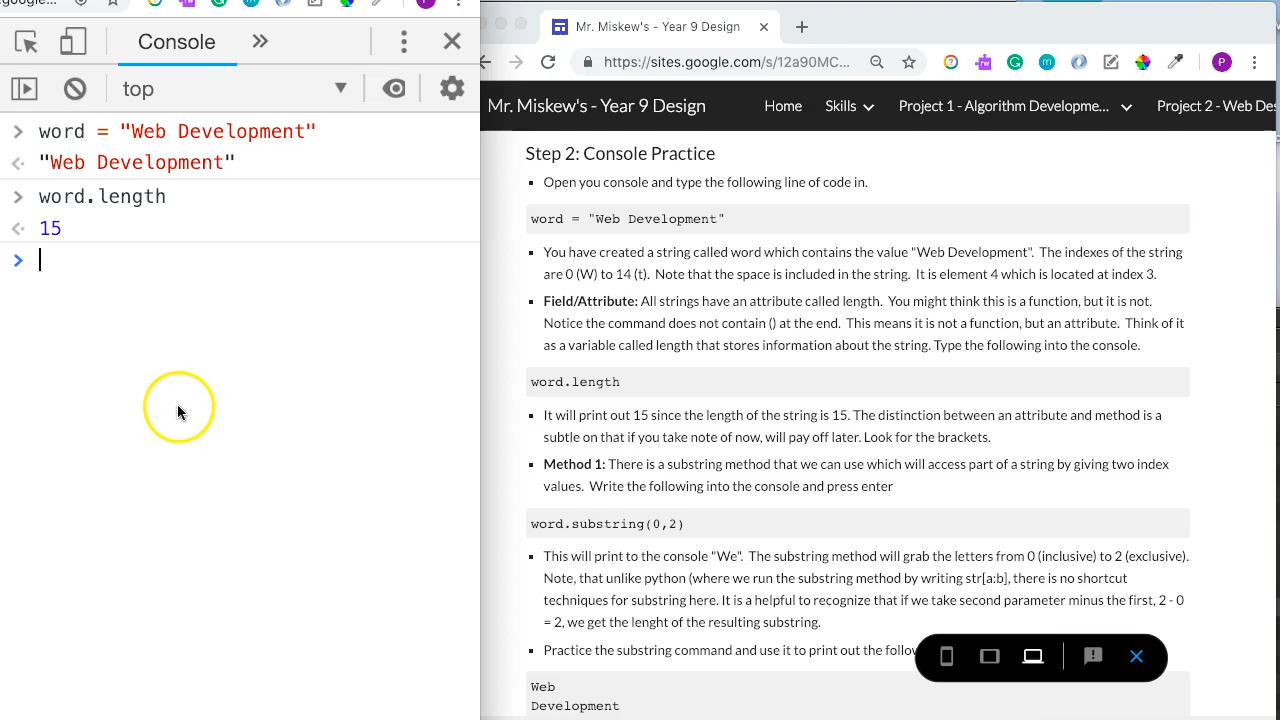 Console
top
word = "Web Development"
"Web Development"
word.length
15
Mr. Miskew's - Year 9 Design
https://sites.google.com/s/12a90MC...
P
Mr. Miskew's - Year 9 Design
Home
Skills
Project 1 - Algorithm Developme...
Project 2 - Web Des
Step 2: Console Practice
Open you console and type the following line of code in.
word = "Web Development"
You have created a string called word which contains the value "Web Development". The indexes of the string
are 0 (W) to 14 (t). Note that the space is included in the string. It is element 4 which is located at index 3.
Field/Attribute: All strings have an attribute called length. You might think this is a function, but it is not.
Notice the command does not contain () at the end. This means it is not a function, but an attribute. Think of it
as a variable called length that stores information about the string. Type the following into the console.
word.length
It will print out 15 since the length of the string is 15. The distinction between an attribute and method is a
subtle on that if you take note of now, will pay off later. Look for the brackets.
Method 1: There is a substring method that we can use which will access part of a string by giving two index
values. Write the following into the console and press enter
word.substring(0,2)
This will print to the console "We". The substring method will grab the letters from 0 (inclusive) to 2 (exclusive).
Note, that unlike python (where we run the substring method by writing str[a:b], there is no shortcut
techniques for substring here. It is a helpful to recognize that if we take second parameter minus the first, 2 - 0
= 2, we get the lenght of the resulting substring.
Practice the substring command and use it to print out the follow
Web
Development